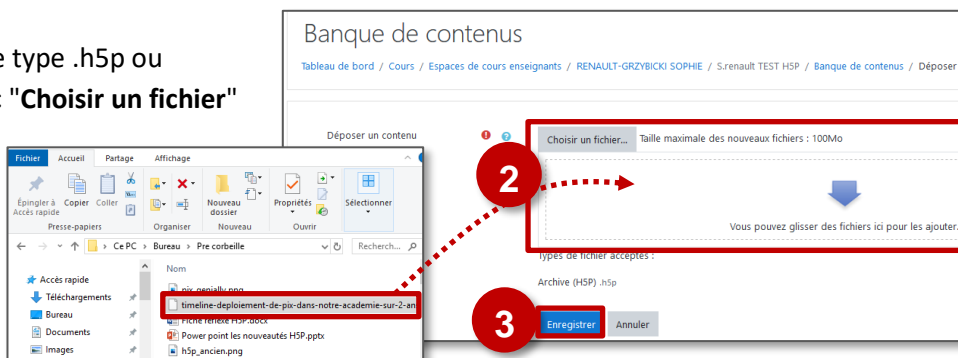 e type .h5p ou
: "Choisir un fichier"
Banque de contenus
Tableau de bord / Cours / Espaces de cours enseignants / RENAULT-GRZYBICKI SOPHIE / S.renault TEST H5P / Banque de contenus / Déposer
Déposer un contenu
Choisir un fichier... Taille maximale des nouveaux fichiers : 100Mo
2
Vous pouvez glisser des fichiers ici pour les ajouter.
Types de fichier acceptés :
Archive (H5P) .h5p
3
Enregistrer Annuler
Fichier Accueil Partage Affichage
Épingler à Accès rapide Copier Coller Nouveau dossier Propriétés Sélectionner
Presse-papiers Organiser Nouveau Ouvrir
Ce PC > Bureau > Pre corbeille Recherch...
Nom
Accès rapide
pix_genially.png
Téléchargements
timeline-deploiement-de-pix-dans-notre-academie-sur-2-an
Bureau
Fiche reflexe H5P.docx
Documents
Power point les nouveautés H5P.pptx
Images
h5p_ancien.png